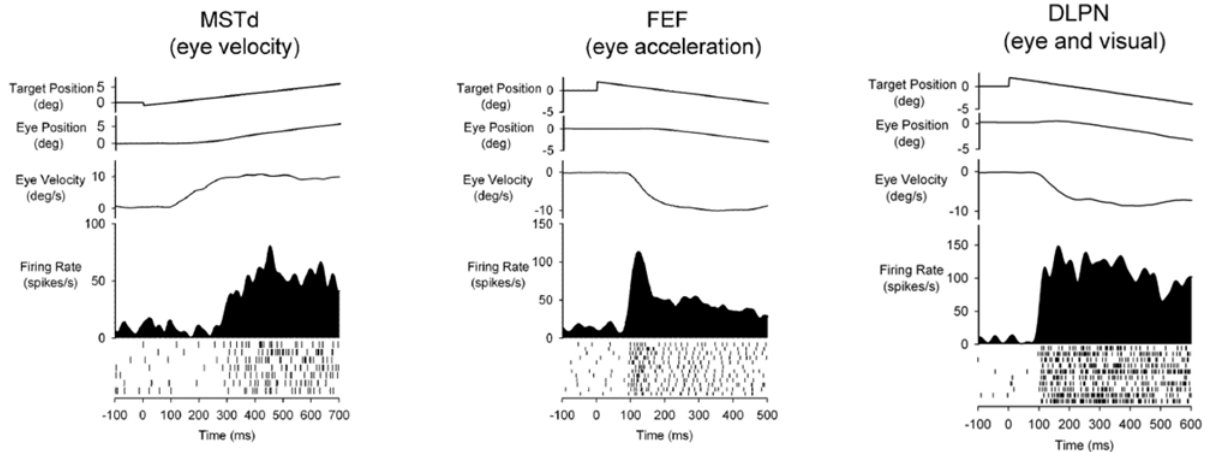 MSTd
(eye velocity)
Target Position
(deg)
5
0
Eye Position
(deg)
5
0
Eye Velocity
(deg/s)
10
0
Firing Rate
(spikes/s)
100
50
0
-100 0 100 200 300 400 500 600 700
Time (ms)
FEF
(eye acceleration)
Target Position
(deg)
0
-5
Eye Position
(deg)
0
-5
Eye Velocity
(deg/s)
0
-10
Firing Rate
(spikes/s)
150
100
50
0
-100 0 100 200 300 400 500
Time (ms)
DLPN
(eye and visual)
Target Position
(deg)
0
-5
Eye Position
(deg)
0
-5
Eye Velocity
(deg/s)
0
-10
Firing Rate
(spikes/s)
150
100
50
0
-100 0 100 200 300 400 500 600
Time (ms)